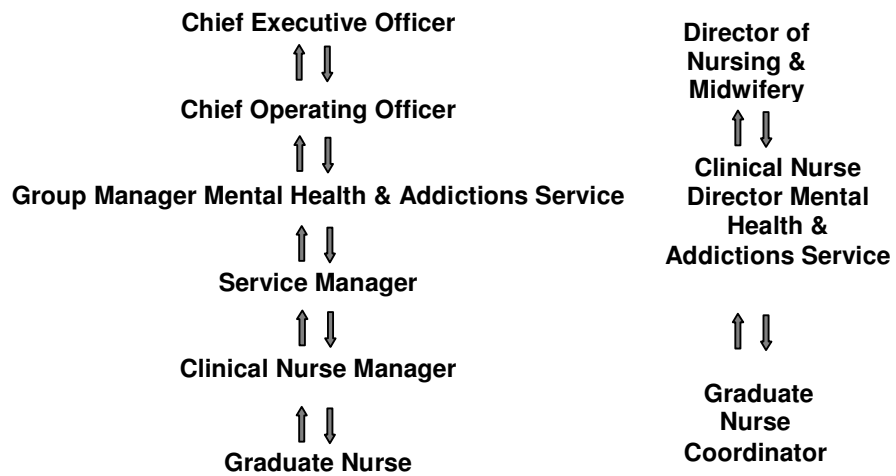 Chief Executive Officer
Chief Operating Officer
Group Manager Mental Health & Addictions Service
Service Manager
Clinical Nurse Manager
Graduate Nurse
Director of
Nursing &
Midwifery
Clinical Nurse
Director Mental
Health &
Addictions Service
Graduate
Nurse
Coordinator